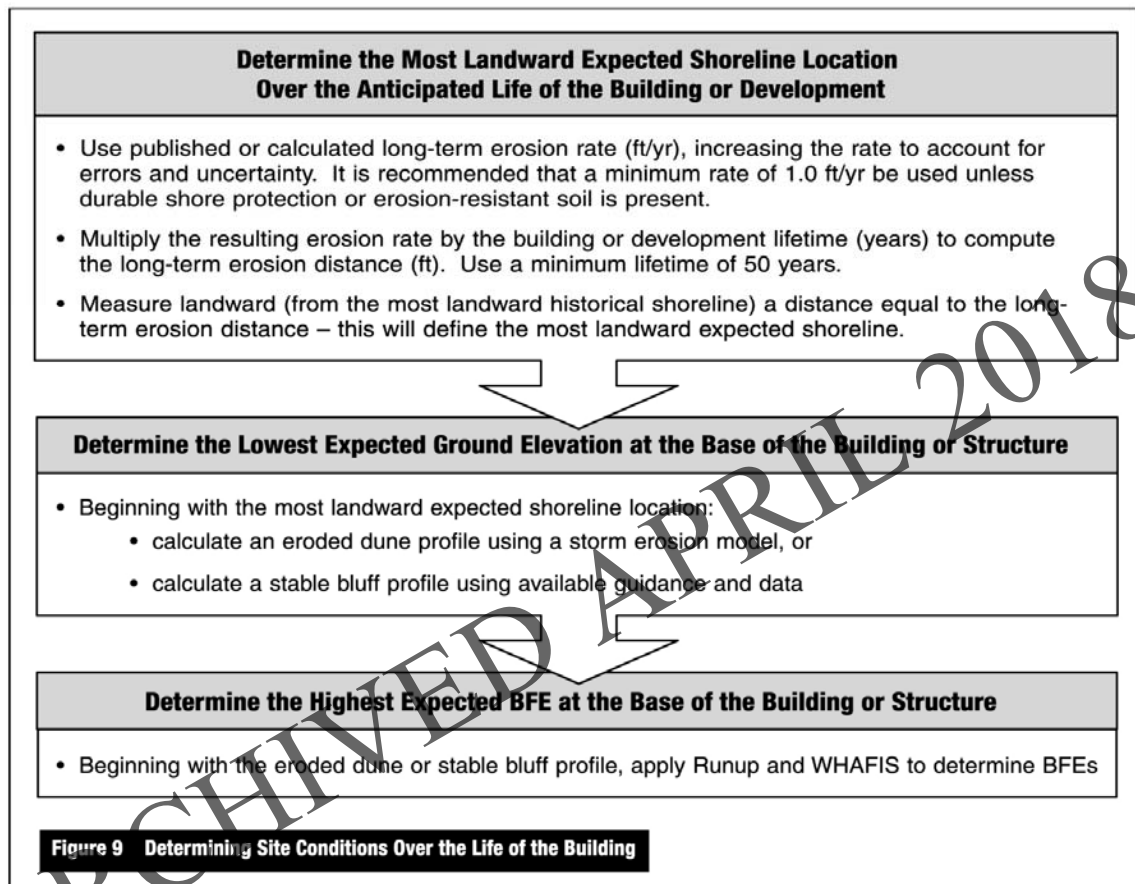 Determine the Most Landward Expected Shoreline Location
Over the Anticipated Life of the Building or Development
• Use published or calculated long-term erosion rate (ft/yr), increasing the rate to account for
errors and uncertainty. It is recommended that a minimum rate of 1.0 ft/yr be used unless
durable shore protection or erosion-resistant soil is present.
• Multiply the resulting erosion rate by the building or development lifetime (years) to compute
the long-term erosion distance (ft). Use a minimum lifetime of 50 years.
• Measure landward (from the most landward historical shoreline) a distance equal to the long-
term erosion distance – this will define the most landward expected shoreline.
Determine the Lowest Expected Ground Elevation at the Base of the Building or Structure
• Beginning with the most landward expected shoreline location:
• calculate an eroded dune profile using a storm erosion model, or
• calculate a stable bluff profile using available guidance and data
Determine the Highest Expected BFE at the Base of the Building or Structure
• Beginning with the eroded dune or stable bluff profile, apply Runup and WHAFIS to determine BFEs
Figure 9 Determining Site Conditions Over the Life of the Building
RCHIVED APRIL 2018